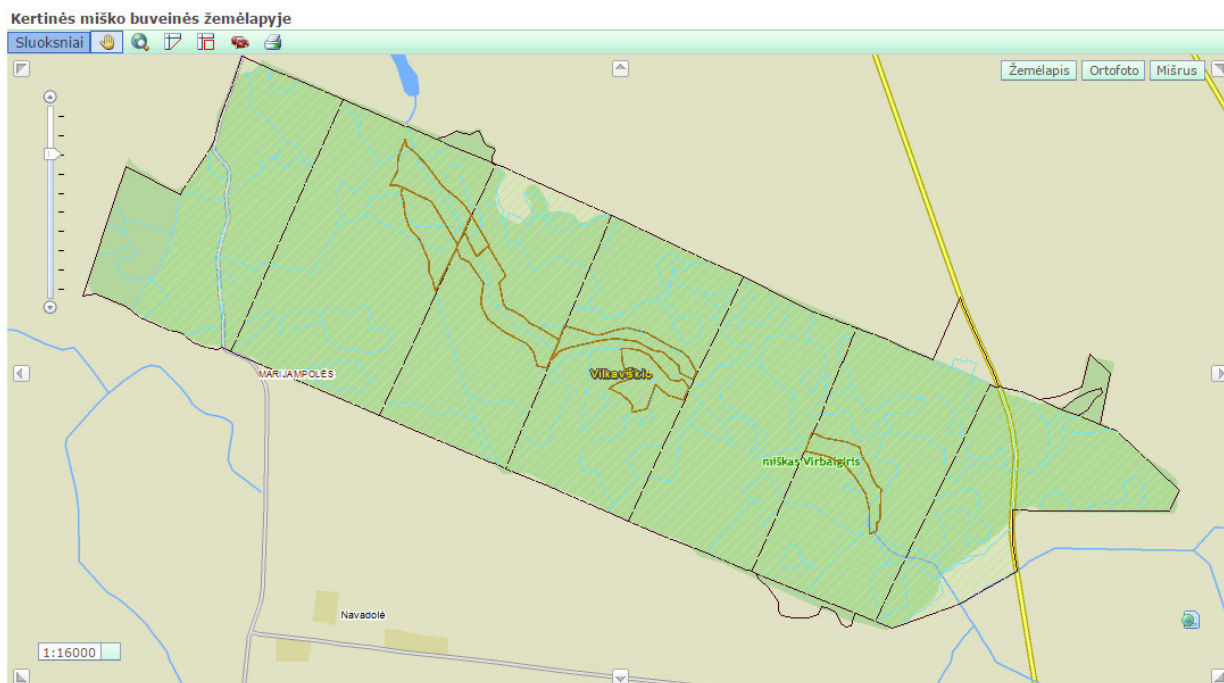 Kertinės miško buveinės žemėlapyje
Sluoksniai
Žemėlapis Ortofoto Mišrus
MARIJAMPOLĖS
Vilkaviškio
miškas Virbalgiris
Navadolė
1:16000